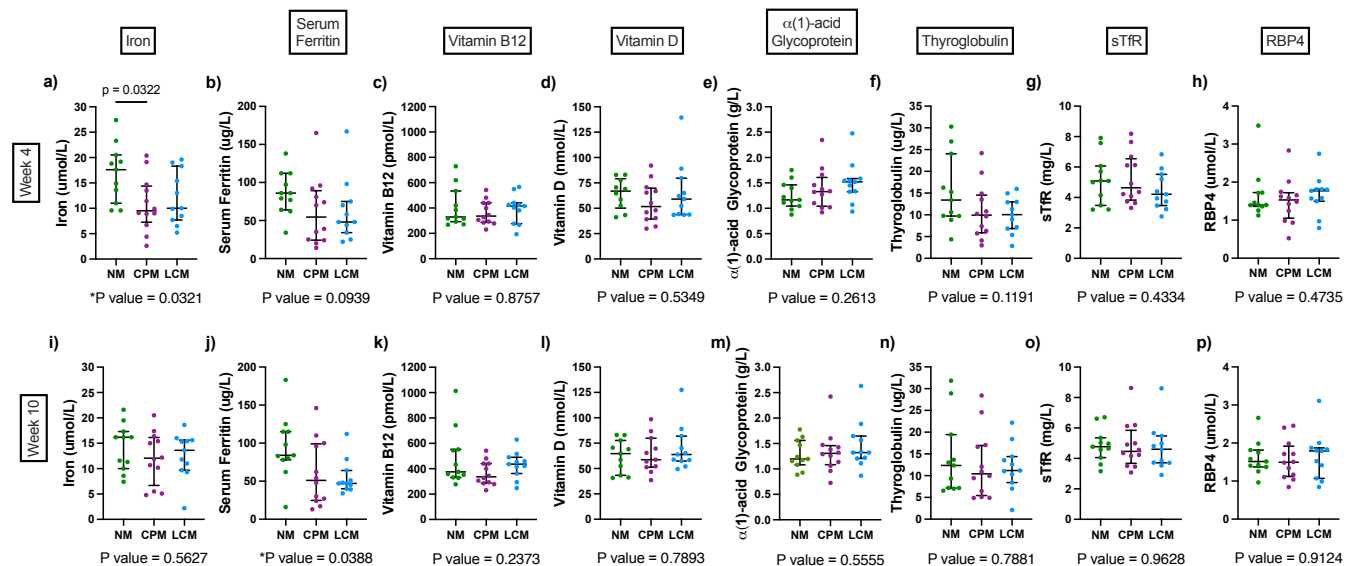 Iron
Serum
Ferritin
Vitamin B12
Vitamin D
α(1)-acid
Glycoprotein
Thyroglobulin
sTfR
RBP4
Week 4
a)
p = 0.0322
Iron (umol/L)
30
25
20
15
10
5
0
NM CPM LCM
*P value = 0.0321
b)
Serum Ferritin (ug/L)
200
150
100
50
0
NM CPM LCM
P value = 0.0939
c)
Vitamin B12 (pmol/L)
1200
1000
800
600
400
200
0
NM CPM LCM
P value = 0.8757
d)
Vitamin D (nmol/L)
150
125
100
75
50
25
0
NM CPM LCM
P value = 0.5349
e)
α(1)-acid Glycoprotein (g/L)
3.0
2.5
2.0
1.5
1.0
0.5
0.0
NM CPM LCM
P value = 0.2613
f)
Thyroglobulin (ug/L)
35
30
25
20
15
10
5
0
NM CPM LCM
P value = 0.1191
g)
sTfR (mg/L)
10
8
6
4
2
0
NM CPM LCM
P value = 0.4334
h)
RBP4 (umol/L)
4
3
2
1
0
NM CPM LCM
P value = 0.4735
Week 10
i)
Iron (umol/L)
30
25
20
15
10
5
0
NM CPM LCM
P value = 0.5627
j)
Serum Ferritin (ug/L)
200
150
100
50
0
NM CPM LCM
*P value = 0.0388
k)
Vitamin B12 (pmol/L)
1200
1000
800
600
400
200
0
NM CPM LCM
P value = 0.2373
l)
Vitamin D (nmol/L)
150
125
100
75
50
25
0
NM CPM LCM
P value = 0.7893
m)
α(1)-acid Glycoprotein (g/L)
3.0
2.5
2.0
1.5
1.0
0.5
0.0
NM CPM LCM
P value = 0.5555
n)
Thyroglobulin (ug/L)
35
30
25
20
15
10
5
0
NM CPM LCM
P value = 0.7881
o)
sTfR (mg/L)
10
8
6
4
2
0
NM CPM LCM
P value = 0.9628
p)
RBP4 (umol/L)
4
3
2
1
0
NM CPM LCM
P value = 0.9124